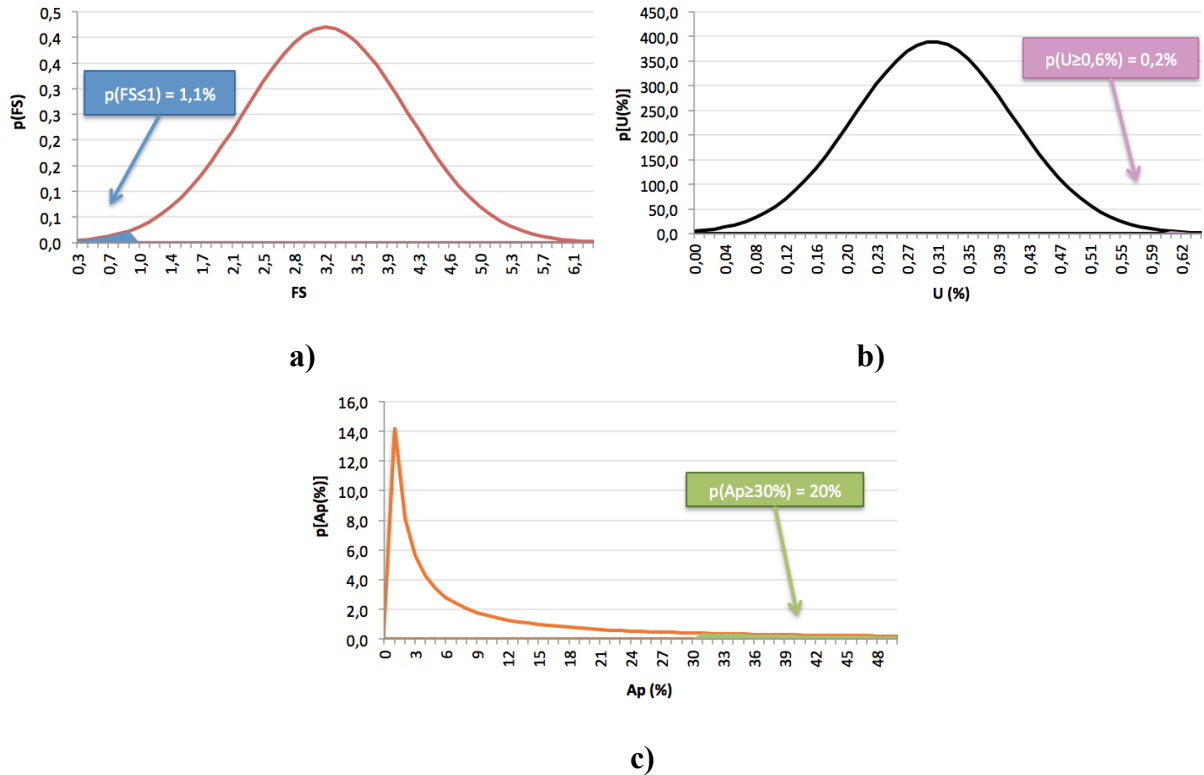 0,5
0,4
0,4
0,3
0,3
0,2
0,2
0,1
0,1
0,0
p(FS)
p(FS≤1) = 1,1%
0,3 0,7 1,0 1,4 1,7 2,1 2,5 2,8 3,2 3,5 3,9 4,3 4,6 5,0 5,3 5,7 6,1
FS
a)
450,0
400,0
350,0
300,0
250,0
200,0
150,0
100,0
50,0
0,0
p[U(%)]
p(U≥0,6%) = 0,2%
0,00 0,04 0,08 0,12 0,16 0,20 0,23 0,27 0,31 0,35 0,39 0,43 0,47 0,51 0,55 0,59 0,62
U (%)
b)
16,0
14,0
12,0
10,0
8,0
6,0
4,0
2,0
0,0
p[Ap(%)]
p(Ap≥30%) = 20%
0 3 6 9 12 15 18 21 24 27 30 33 36 39 42 45 48
Ap (%)
c)